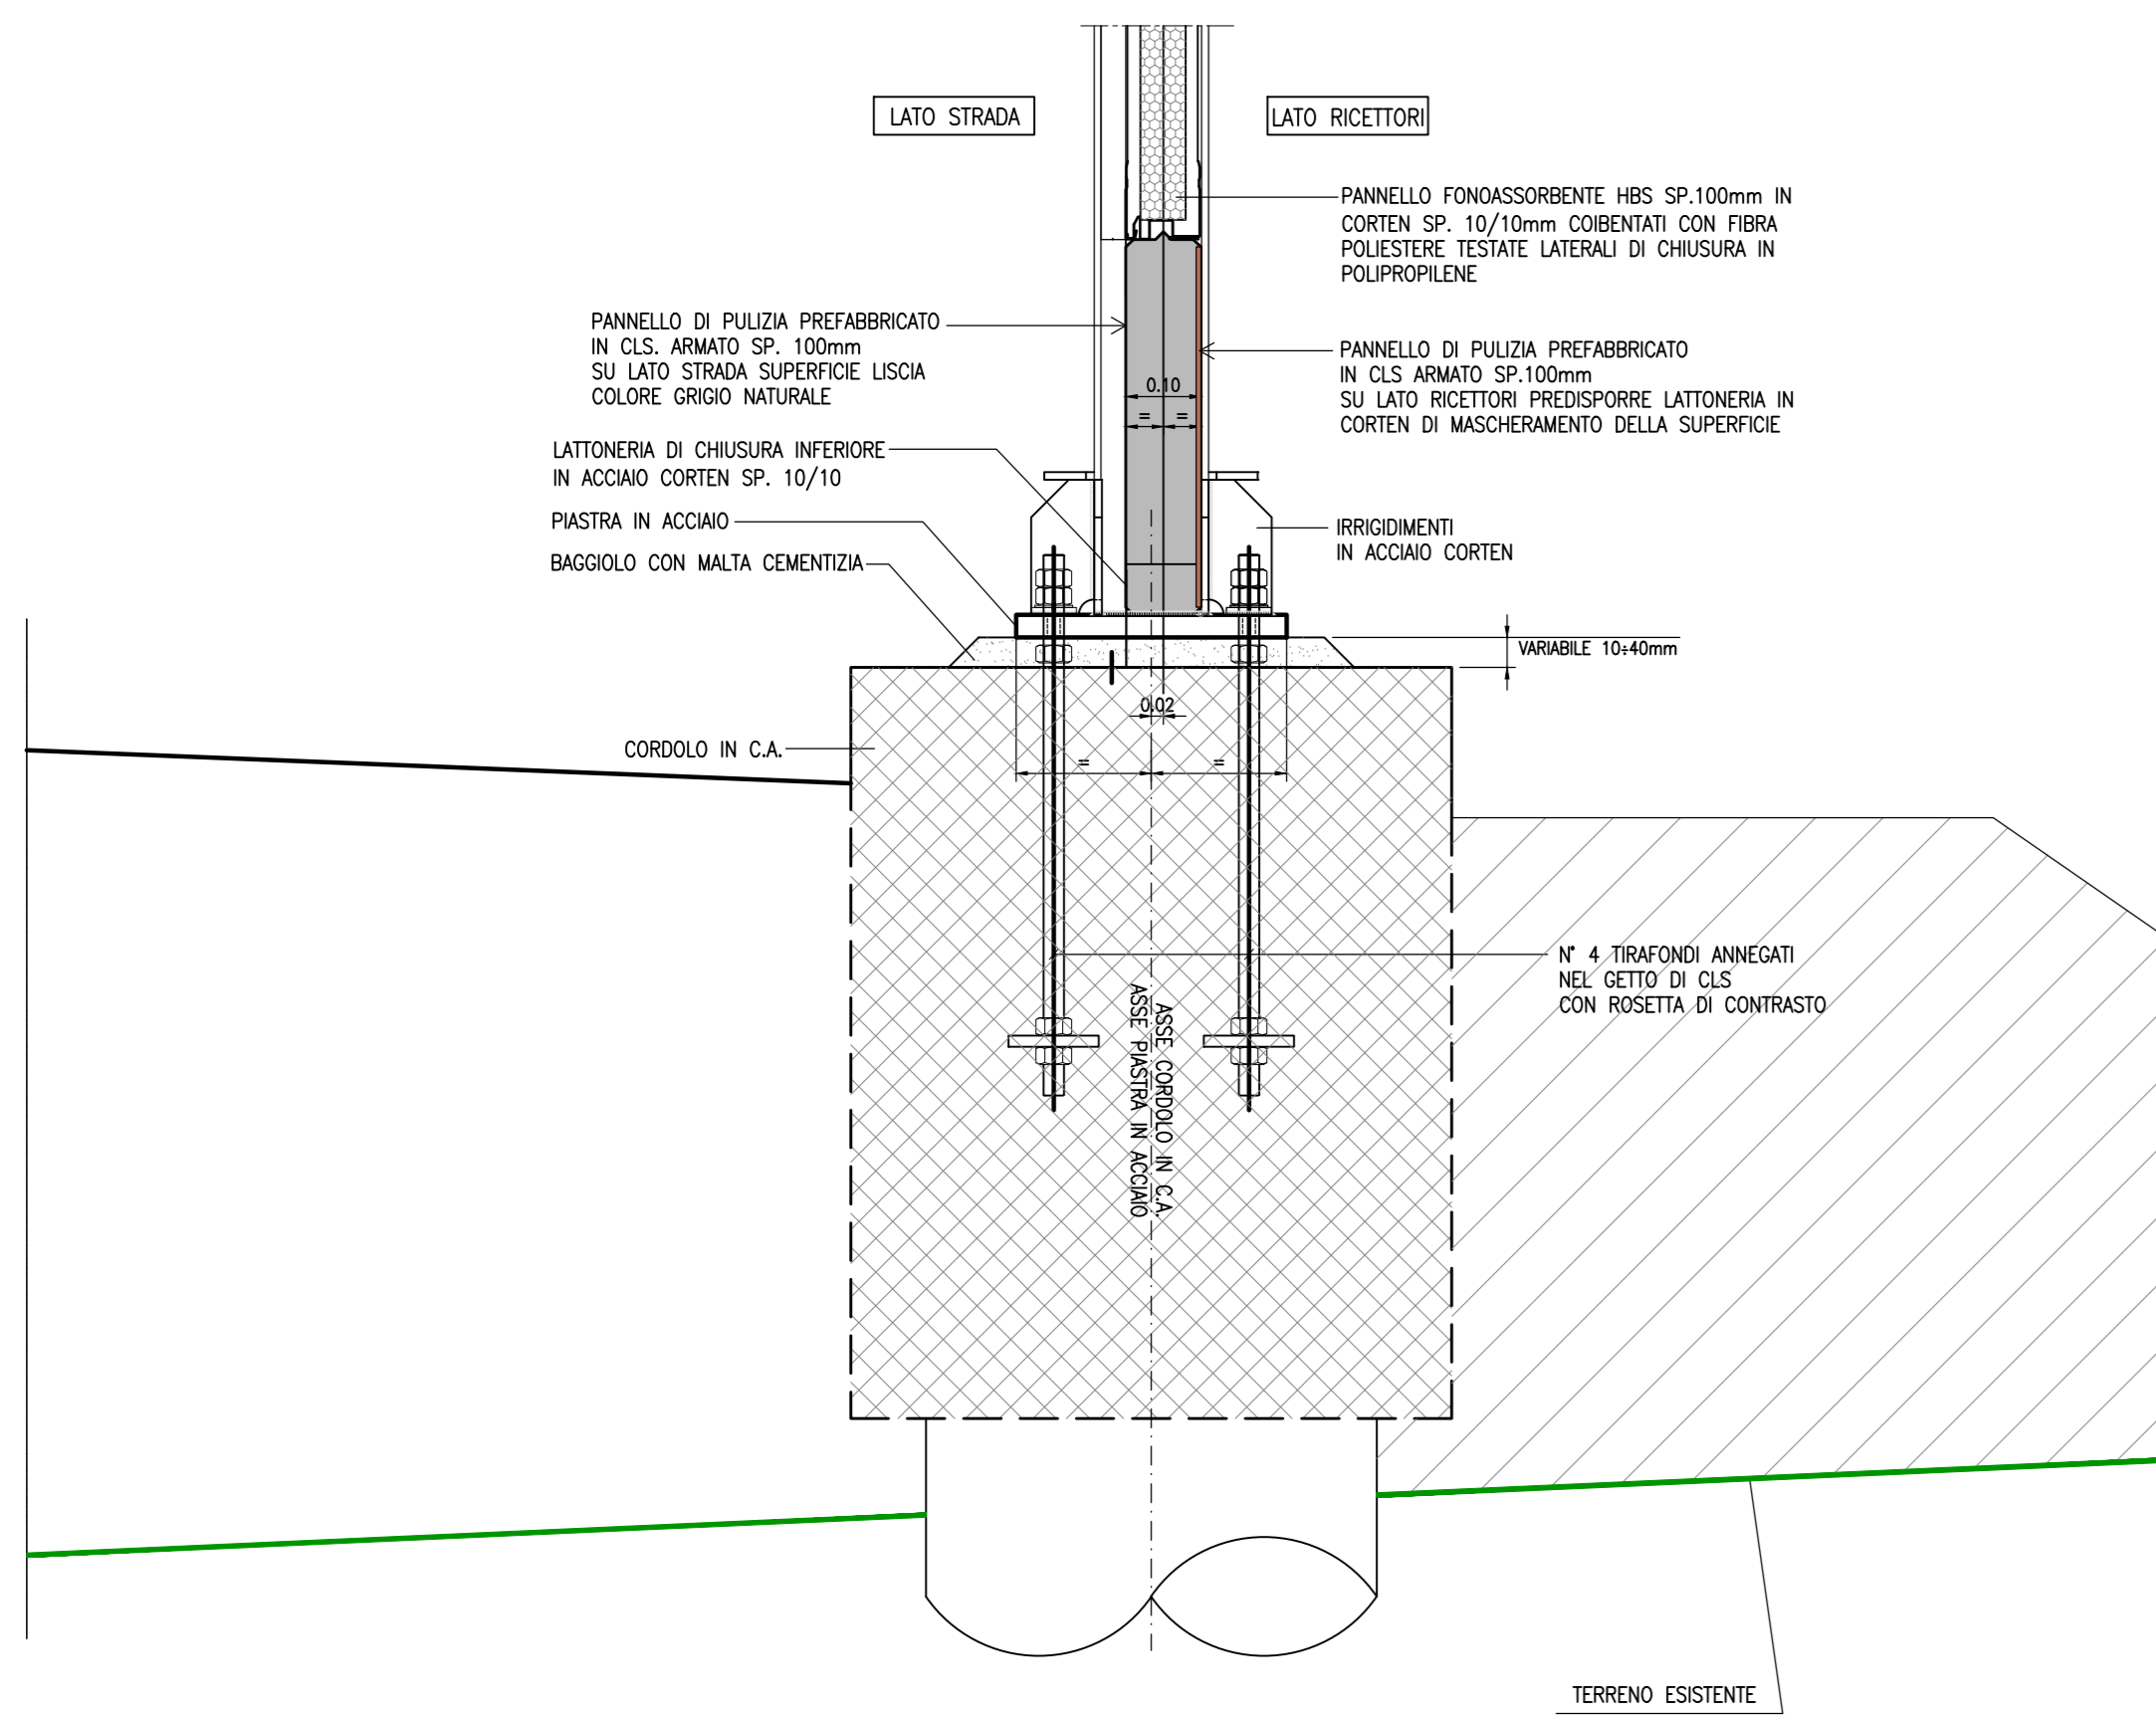 LATO STRADA
LATO RICETTORI
PANNELLO FONOASSORBENTE HBS SP.100mm IN
CORTEN SP. 10/10mm COIBENTATI CON FIBRA
POLIESTERE TESTATE LATERALI DI CHIUSURA IN
POLIPROPILENE
PANNELLO DI PULIZIA PREFABBRICATO
IN CLS. ARMATO SP. 100mm
SU LATO STRADA SUPERFICIE LISCIA
COLORE GRIGIO NATURALE
PANNELLO DI PULIZIA PREFABBRICATO
IN CLS ARMATO SP.100mm
SU LATO RICETTORI PREDISPORRE LATTONERIA IN
CORTEN DI MASCHERAMENTO DELLA SUPERFICIE
0.10
= =
LATTONERIA DI CHIUSURA INFERIORE
IN ACCIAIO CORTEN SP. 10/10
PIASTRA IN ACCIAIO
BAGGIOLO CON MALTA CEMENTIZIA
IRRIGIDIMENTI
IN ACCIAIO CORTEN
VARIABILE 10÷40mm
0.02
CORDOLO IN C.A.
= =
N° 4 TIRAFONDI ANNEGATI
NEL GETTO DI CLS
CON ROSETTA DI CONTRASTO
ASSE CORDOLO IN C.A.
ASSE PIASTRA IN ACCIAIO
TERRENO ESISTENTE